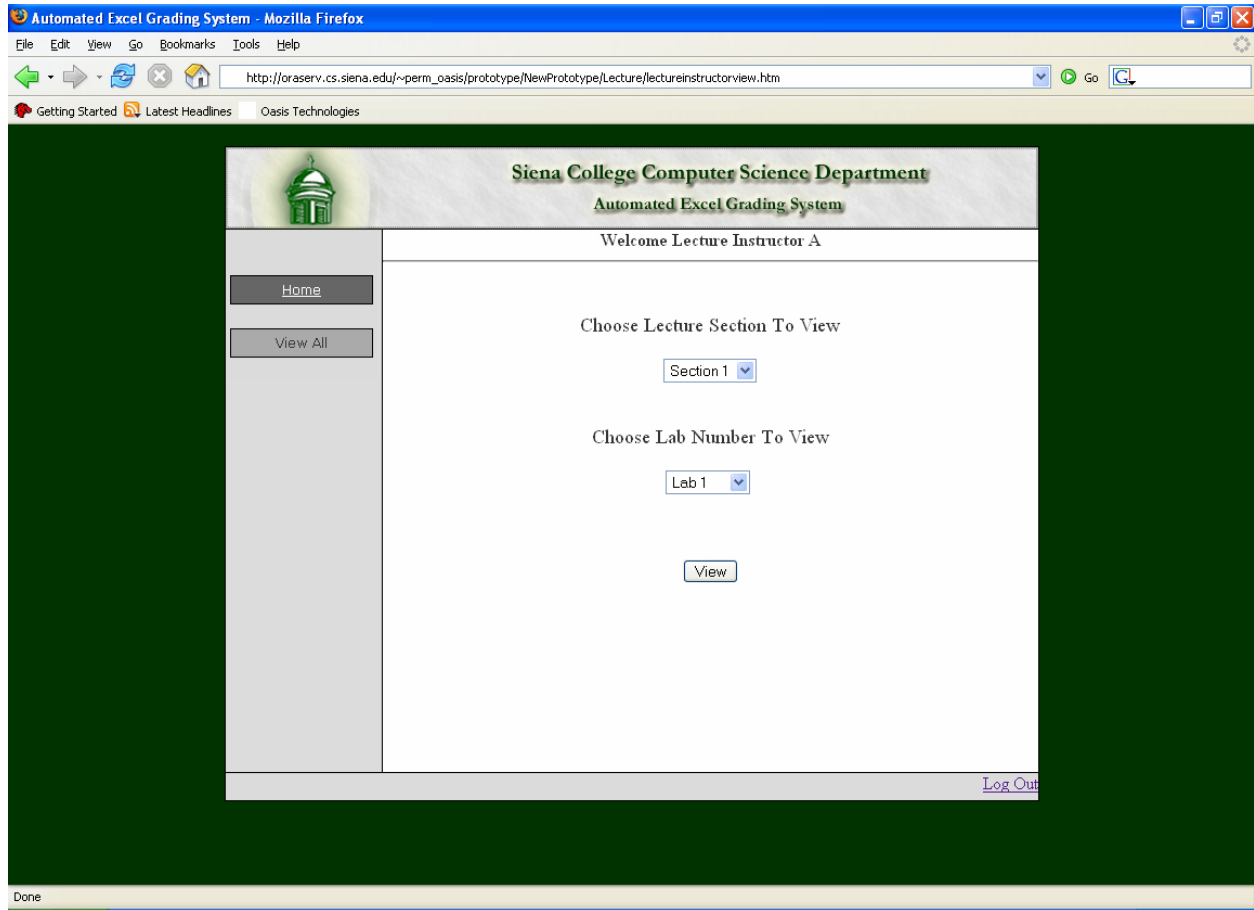 Automated Excel Grading System - Mozilla Firefox
File Edit View Go Bookmarks Tools Help
http://oraserv.cs.siena.edu/~perm_oasis/prototype/NewPrototype/Lecture/lectureinstructorview.htm Go G
Getting Started Latest Headlines Oasis Technologies
Siena College Computer Science Department
Automated Excel Grading System
Welcome Lecture Instructor A
Home
Choose Lecture Section To View
View All
Section 1
Choose Lab Number To View
Lab 1
View
Log Out
Done